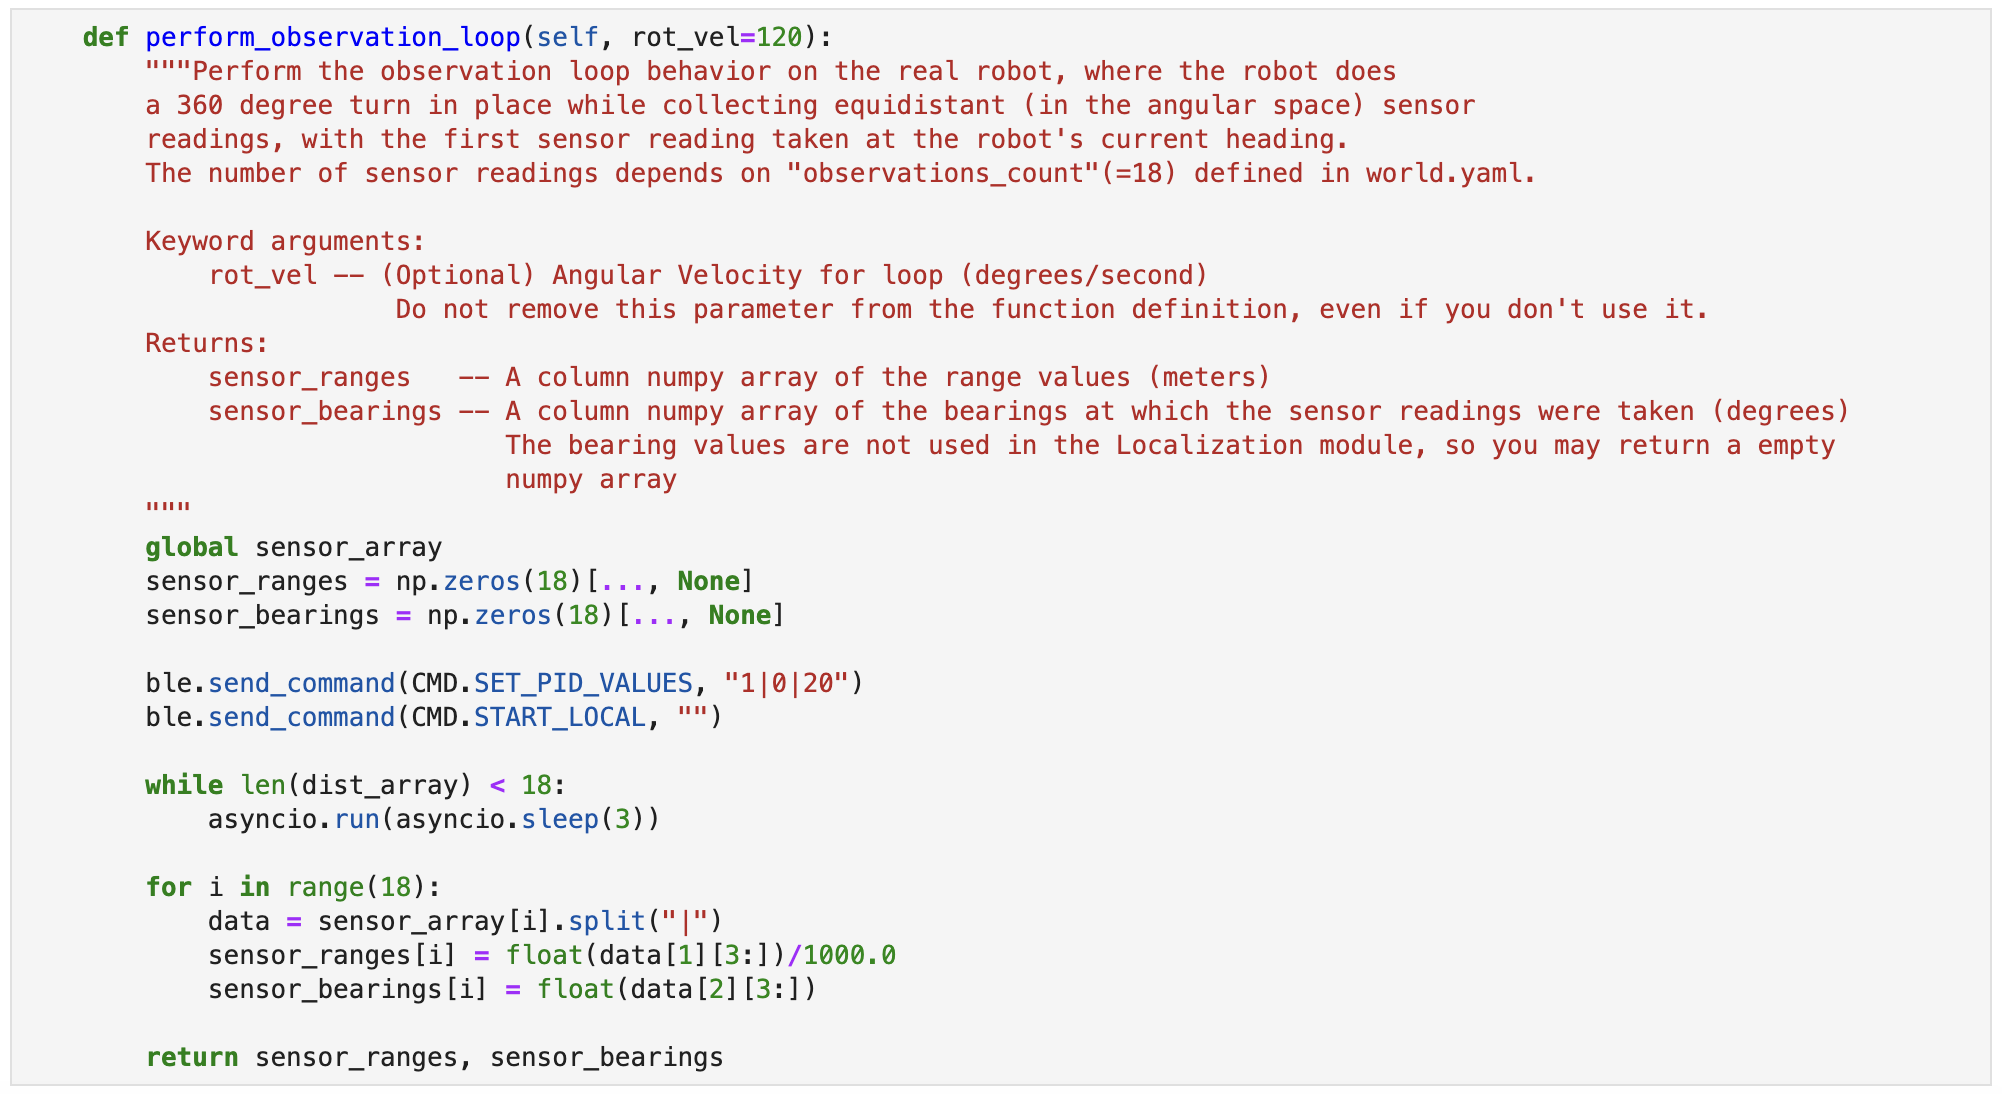 def perform_observation_loop(self, rot_vel=120):
    """Perform the observation loop behavior on the real robot, where the robot does
    a 360 degree turn in place while collecting equidistant (in the angular space) sensor
    readings, with the first sensor reading taken at the robot's current heading.
    The number of sensor readings depends on "observations_count"(=18) defined in world.yaml.

    Keyword arguments:
        rot_vel -- (Optional) Angular Velocity for loop (degrees/second)
                    Do not remove this parameter from the function definition, even if you don't use it.
    Returns:
        sensor_ranges   -- A column numpy array of the range values (meters)
        sensor_bearings -- A column numpy array of the bearings at which the sensor readings were taken (degrees)
                           The bearing values are not used in the Localization module, so you may return a empty
                           numpy array
    """
    global sensor_array
    sensor_ranges = np.zeros(18)[..., None]
    sensor_bearings = np.zeros(18)[..., None]

    ble.send_command(CMD.SET_PID_VALUES, "1|0|20")
    ble.send_command(CMD.START_LOCAL, "")

    while len(dist_array) < 18:
        asyncio.run(asyncio.sleep(3))

    for i in range(18):
        data = sensor_array[i].split("|")
        sensor_ranges[i] = float(data[1][3:])/1000.0
        sensor_bearings[i] = float(data[2][3:])

    return sensor_ranges, sensor_bearings